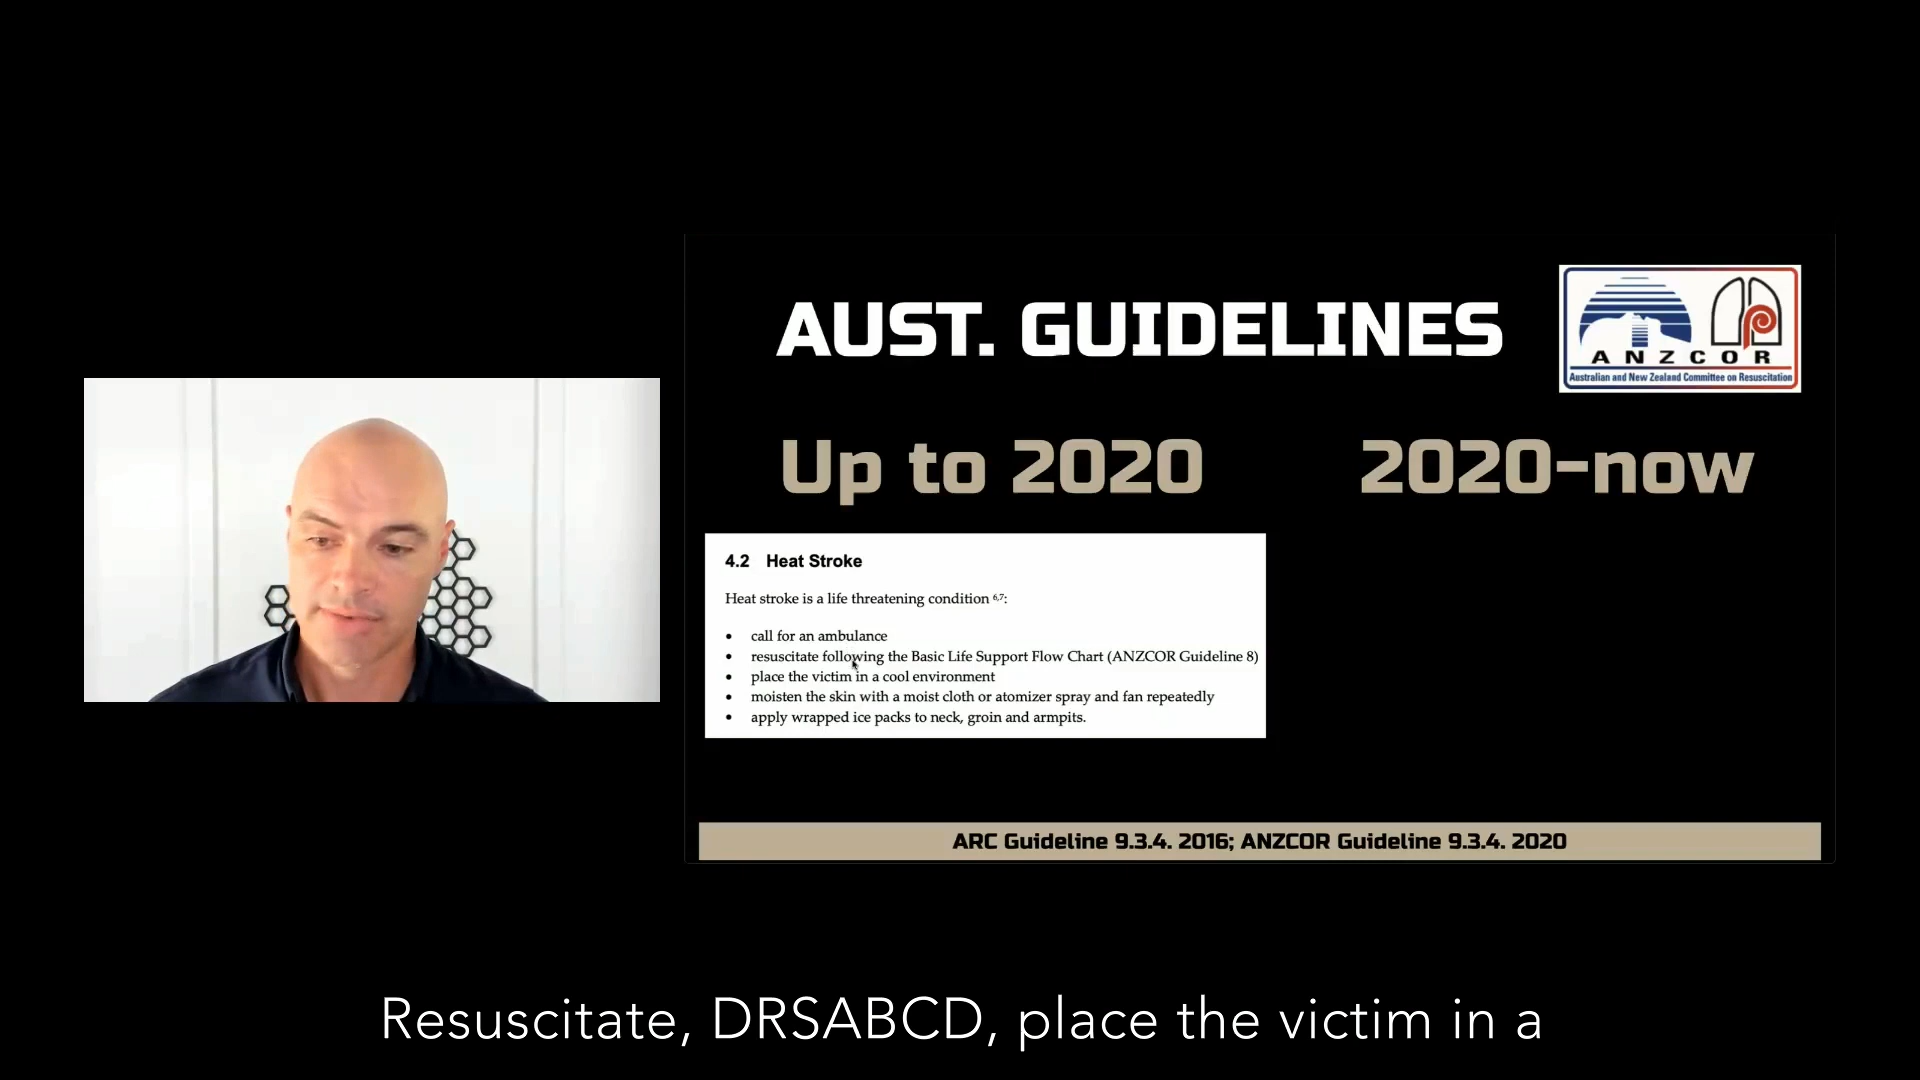 AUST. GUIDELINES
ANZCOR
Australian and New Zealand Committee on Resuscitation
Up to 2020
2020-now
4.2 Heat Stroke
Heat stroke is a life threatening condition 6,7:
• call for an ambulance
• resuscitate following the Basic Life Support Flow Chart (ANZCOR Guideline 8)
• place the victim in a cool environment
• moisten the skin with a moist cloth or atomizer spray and fan repeatedly
• apply wrapped ice packs to neck, groin and armpits.
ARC Guideline 9.3.4. 2016; ANZCOR Guideline 9.3.4. 2020
Resuscitate, DRSABCD, place the victim in a